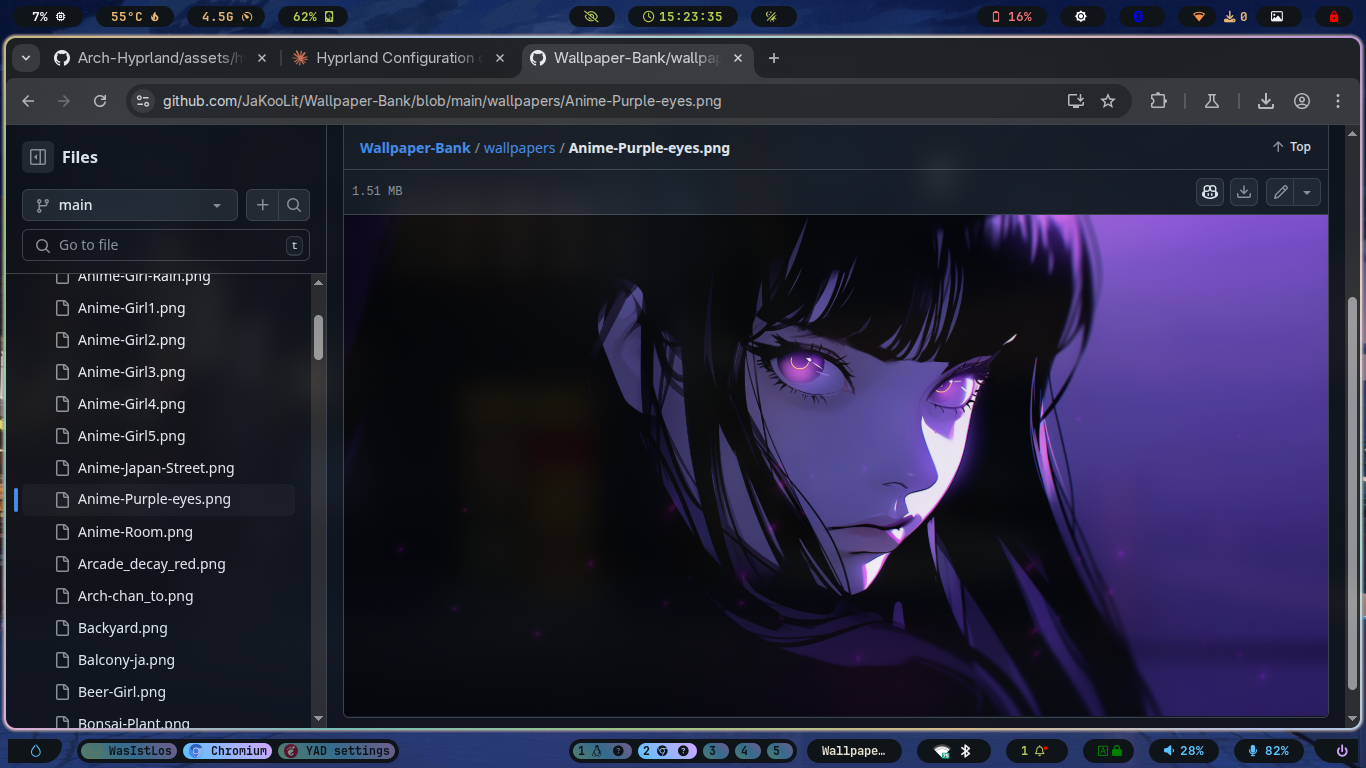 7%
55°C
4.5G
62%
15:23:35
16%
0
Arch-Hyprland/assets/h
Hyprland Configuration
Wallpaper-Bank/wallpap
github.com/JaKooLit/Wallpaper-Bank/blob/main/wallpapers/Anime-Purple-eyes.png
Files
main
Go to file
t
Anime-Girl-Rain.png
Anime-Girl1.png
Anime-Girl2.png
Anime-Girl3.png
Anime-Girl4.png
Anime-Girl5.png
Anime-Japan-Street.png
Anime-Purple-eyes.png
Anime-Room.png
Arcade_decay_red.png
Arch-chan_to.png
Backyard.png
Balcony-ja.png
Beer-Girl.png
Bonsai-Plant.png
Wallpaper-Bank / wallpapers / Anime-Purple-eyes.png
Top
1.51 MB
WasIstLos
Chromium
YAD settings
1
2
3
4
5
Wallpape…
1
A
28%
82%